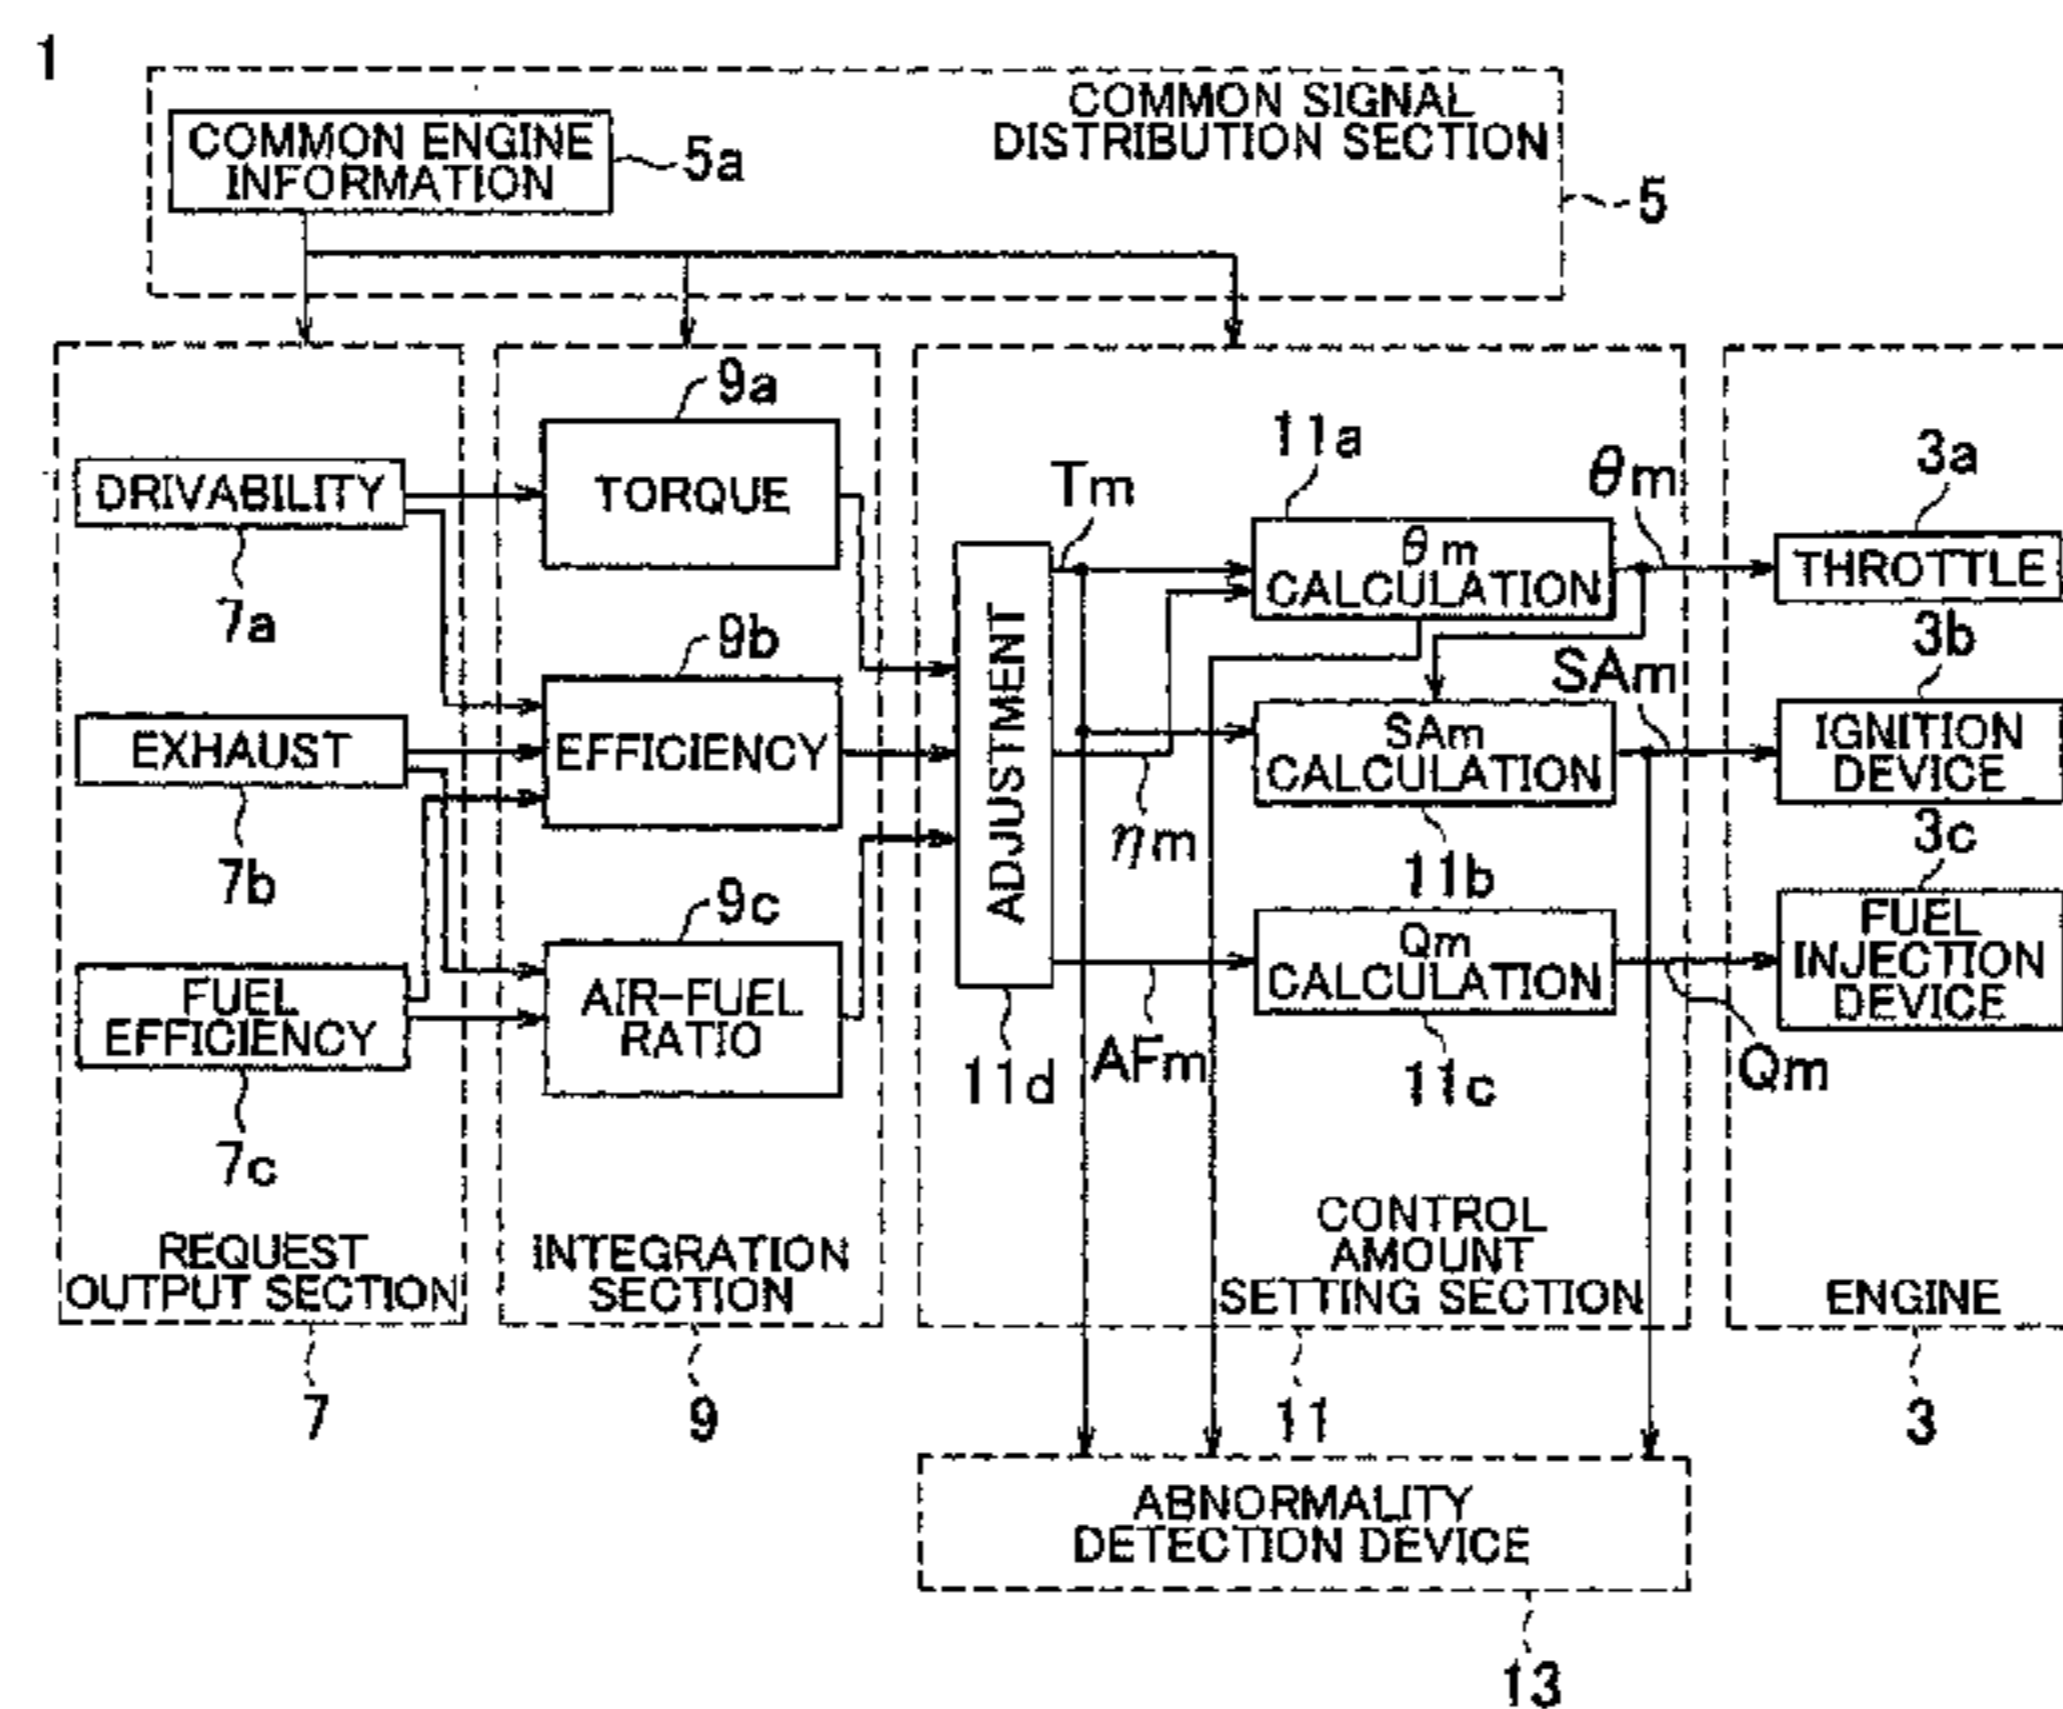 1
COMMON SIGNAL
DISTRIBUTION SECTION
COMMON ENGINE
INFORMATION
5a
5
9a
11a
3a
DRIVABILITY
TORQUE
Tm
θm
θm
CALCULATION
THROTTLE
7a
9b
3b
SAm
EXHAUST
EFFICIENCY
ADJUSTMENT
SAm
CALCULATION
IGNITION
DEVICE
7b
ηm
11b
3c
9c
FUEL
EFFICIENCY
AIR-FUEL
RATIO
Qm
CALCULATION
FUEL
INJECTION
DEVICE
7c
11d
AFm
11c
Qm
REQUEST
OUTPUT SECTION
INTEGRATION
SECTION
CONTROL
AMOUNT
SETTING SECTION
ENGINE
7
9
11
3
ABNORMALITY
DETECTION DEVICE
13